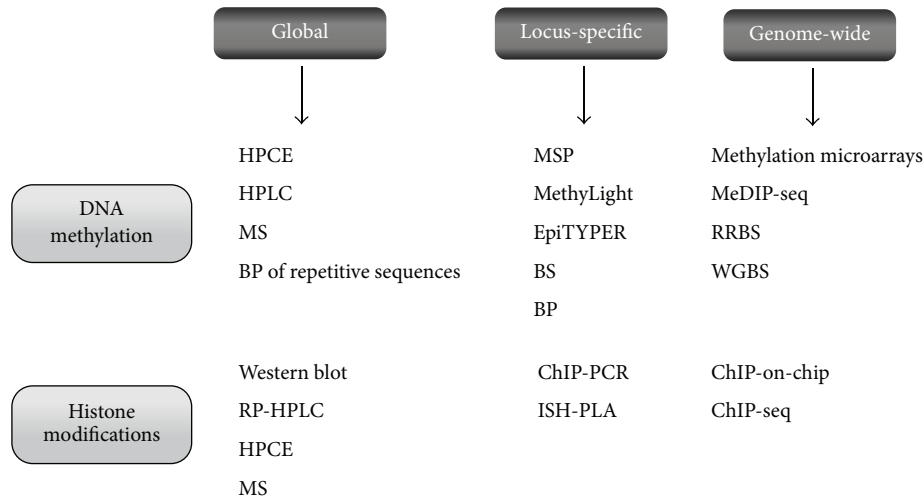 Global
Locus-specific
Genome-wide
DNA
methylation
HPCE
HPLC
MS
BP of repetitive sequences
MSP
MethyLight
EpiTYPER
BS
BP
Methylation microarrays
MeDIP-seq
RRBS
WGBS
Histone
modifications
Western blot
RP-HPLC
HPCE
MS
ChIP-PCR
ISH-PLA
ChIP-on-chip
ChIP-seq